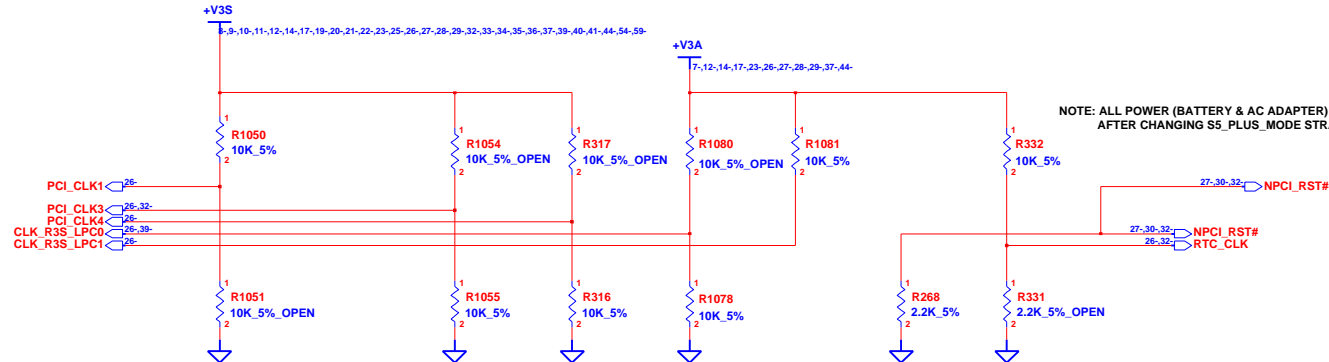 +V3S
8-,9-,10-,11-,12-,14-,17-,19-,20-,21-,22-,23-,25-,26-,27-,28-,29-,32-,33-,34-,35-,36-,37-,39-,40-,41-,44-,54-,59-
+V3A
7-,12-,14-,17-,23-,26-,27-,28-,29-,37-,44-
NOTE: ALL POWER (BATTERY & AC ADAPTER)
AFTER CHANGING S5_PLUS_MODE STRA
1 R1050 10K_5% 2
1 R1054 10K_5%_OPEN 2
1 R317 10K_5%_OPEN 2
1 R1080 10K_5%_OPEN 2
1 R1081 10K_5% 2
1 R332 10K_5% 2
PCI_CLK1 26-
27-,30-,32- NPCI_RST#
PCI_CLK3 26-,32-
PCI_CLK4 26-
CLK_R3S_LPC0 26-,39-
27-,30-,32- NPCI_RST#
CLK_R3S_LPC1 26-
26-,32- RTC_CLK
1 R1051 10K_5%_OPEN 2
1 R1055 10K_5% 2
1 R316 10K_5% 2
1 R1078 10K_5% 2
1 R268 2.2K_5% 2
1 R331 2.2K_5%_OPEN 2